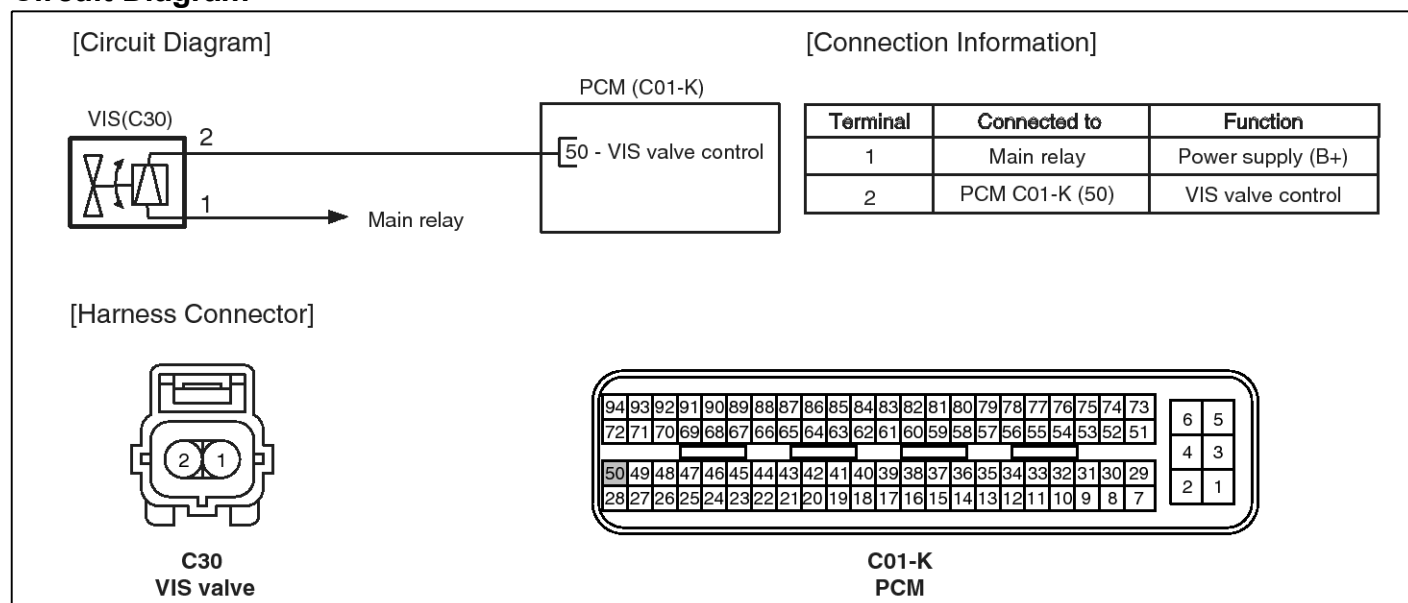 [Circuit Diagram]
[Connection Information]
PCM (C01-K)
VIS(C30)
2
50 - VIS valve control
1
Main relay
Terminal Connected to Function
1 Main relay Power supply (B+)
2 PCM C01-K (50) VIS valve control
[Harness Connector]
2 1
C30
VIS valve
94 93 92 91 90 89 88 87 86 85 84 83 82 81 80 79 78 77 76 75 74 73
72 71 70 69 68 67 66 65 64 63 62 61 60 59 58 57 56 55 54 53 52 51
50 49 48 47 46 45 44 43 42 41 40 39 38 37 36 35 34 33 32 31 30 29
28 27 26 25 24 23 22 21 20 19 18 17 16 15 14 13 12 11 10 9 8 7
6 5
4 3
2 1
C01-K
PCM